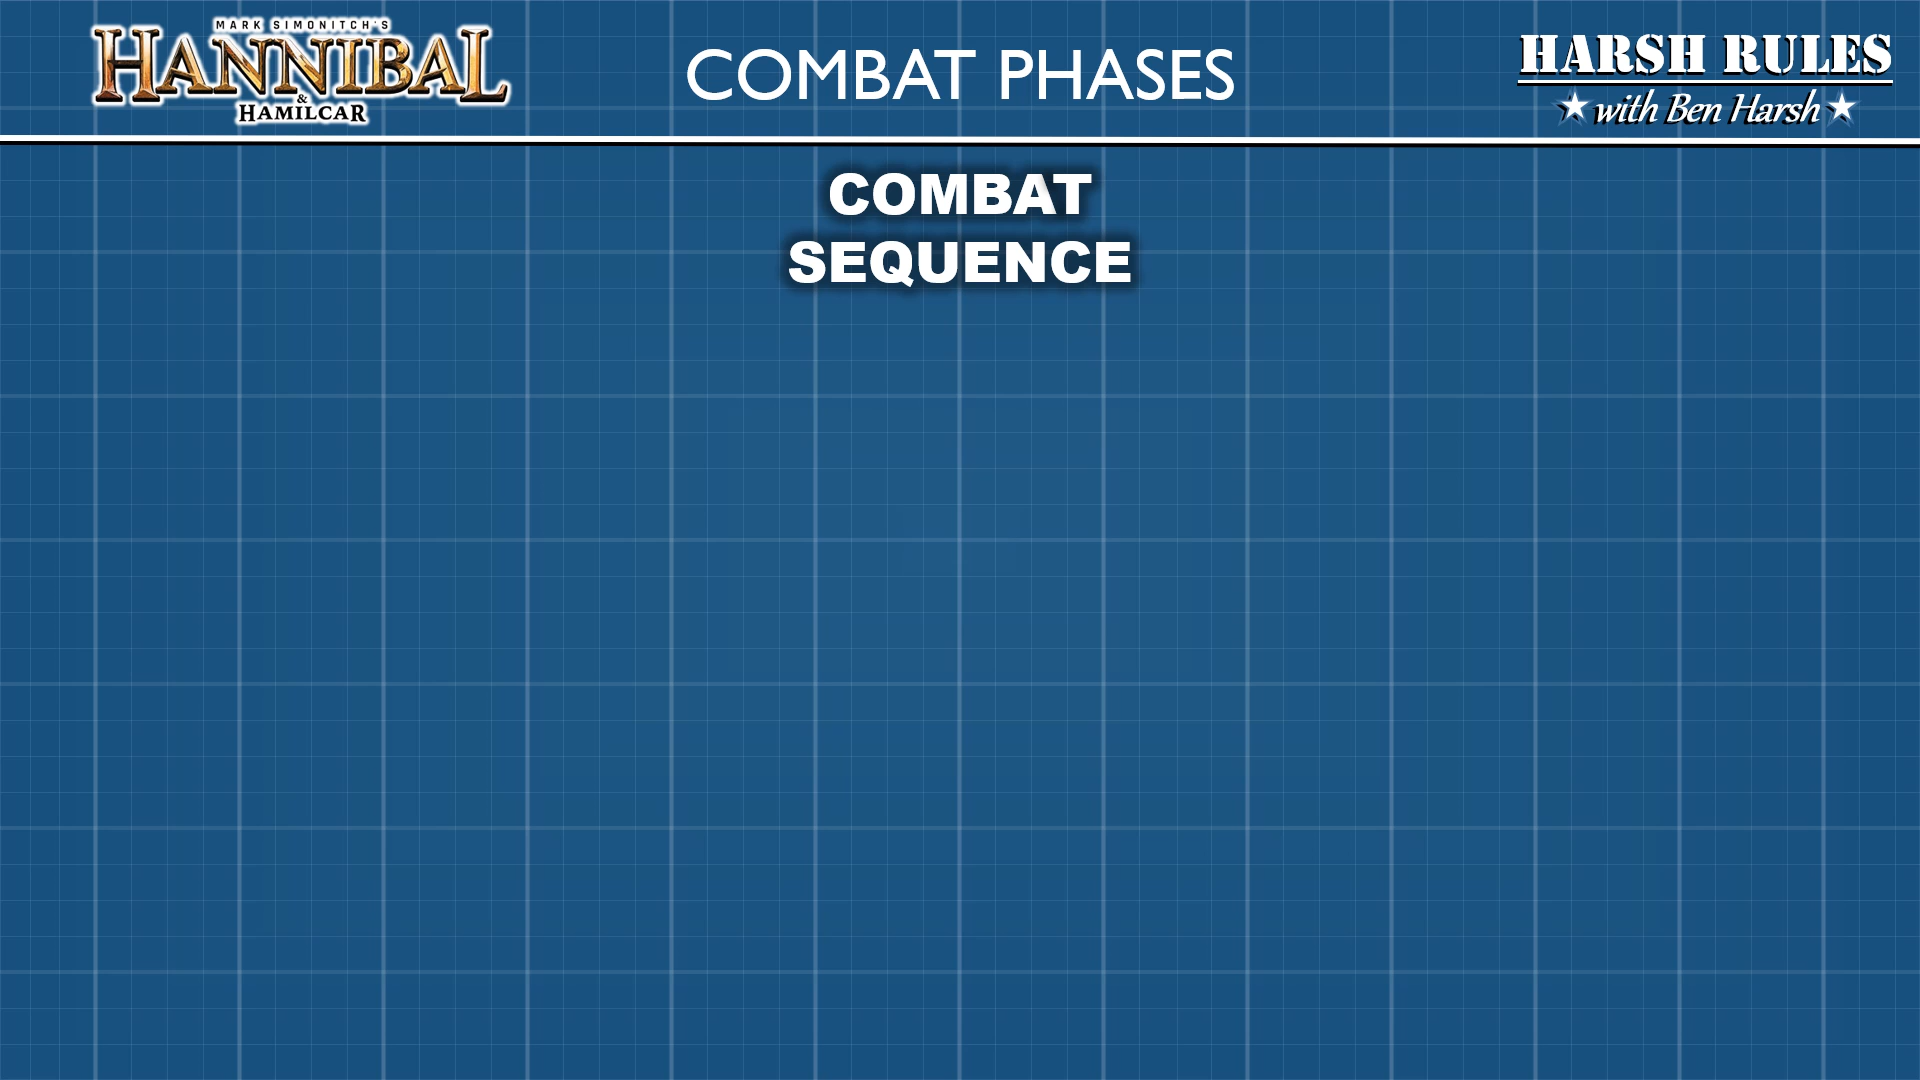 MARK SIMONITCH'S
HANNIBAL
&
HAMILCAR
COMBAT PHASES
HARSH RULES
with Ben Harsh
COMBAT
SEQUENCE